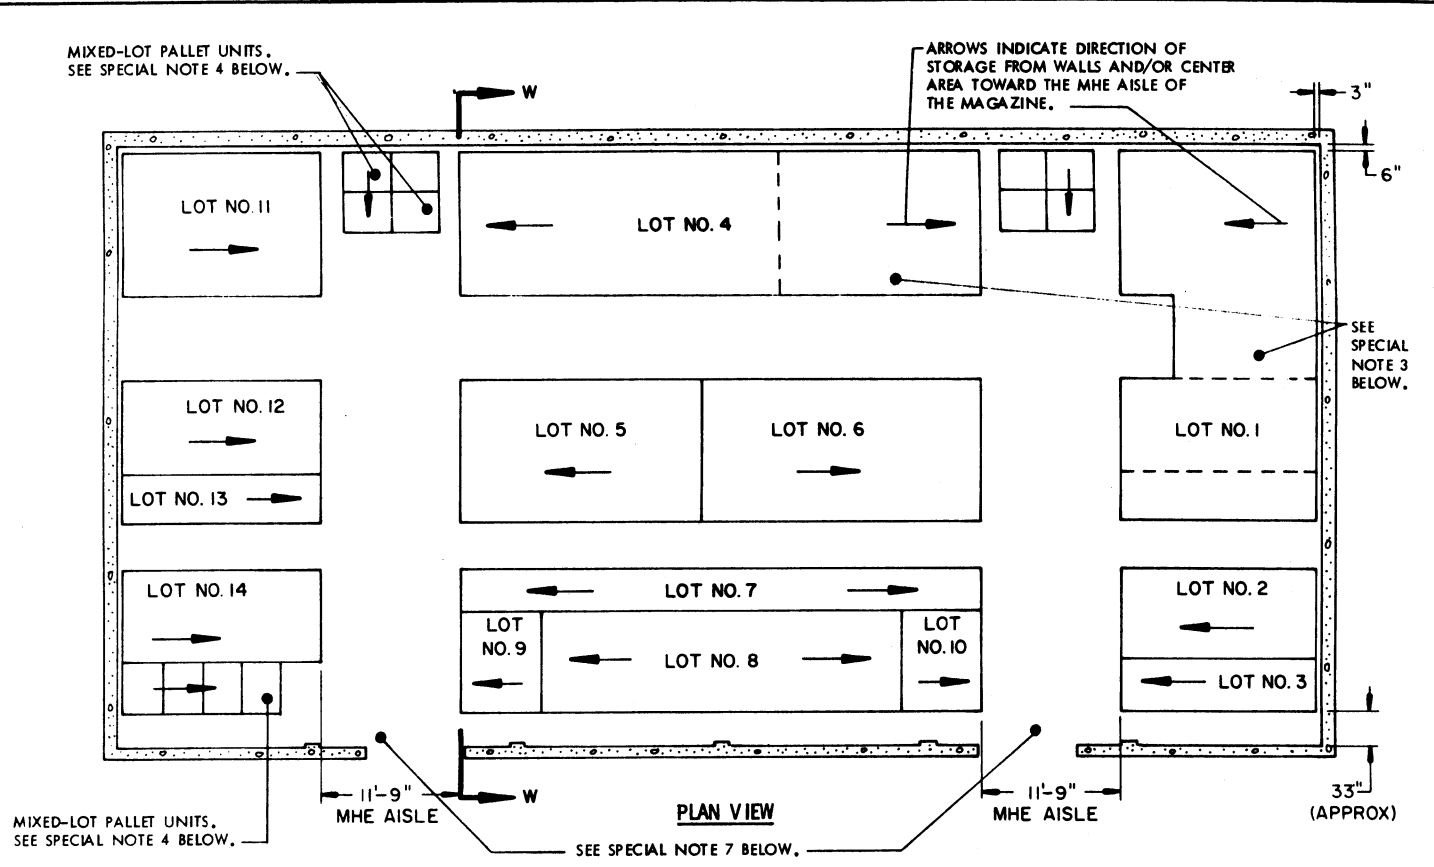 MIXED-LOT PALLET UNITS.
SEE SPECIAL NOTE 4 BELOW.
W
ARROWS INDICATE DIRECTION OF
STORAGE FROM WALLS AND/OR CENTER
AREA TOWARD THE MHE AISLE OF
THE MAGAZINE.
3"
6"
LOT NO. 11
LOT NO. 4
SEE
SPECIAL
NOTE 3
BELOW.
LOT NO. 12
LOT NO. 5
LOT NO. 6
LOT NO. 1
LOT NO. 13
LOT NO. 14
LOT NO. 7
LOT NO. 2
LOT
NO. 9
LOT NO. 8
LOT
NO. 10
LOT NO. 3
11'-9"
MHE AISLE
W
PLAN VIEW
11'-9"
MHE AISLE
33"
(APPROX)
MIXED-LOT PALLET UNITS.
SEE SPECIAL NOTE 4 BELOW.
SEE SPECIAL NOTE 7 BELOW.